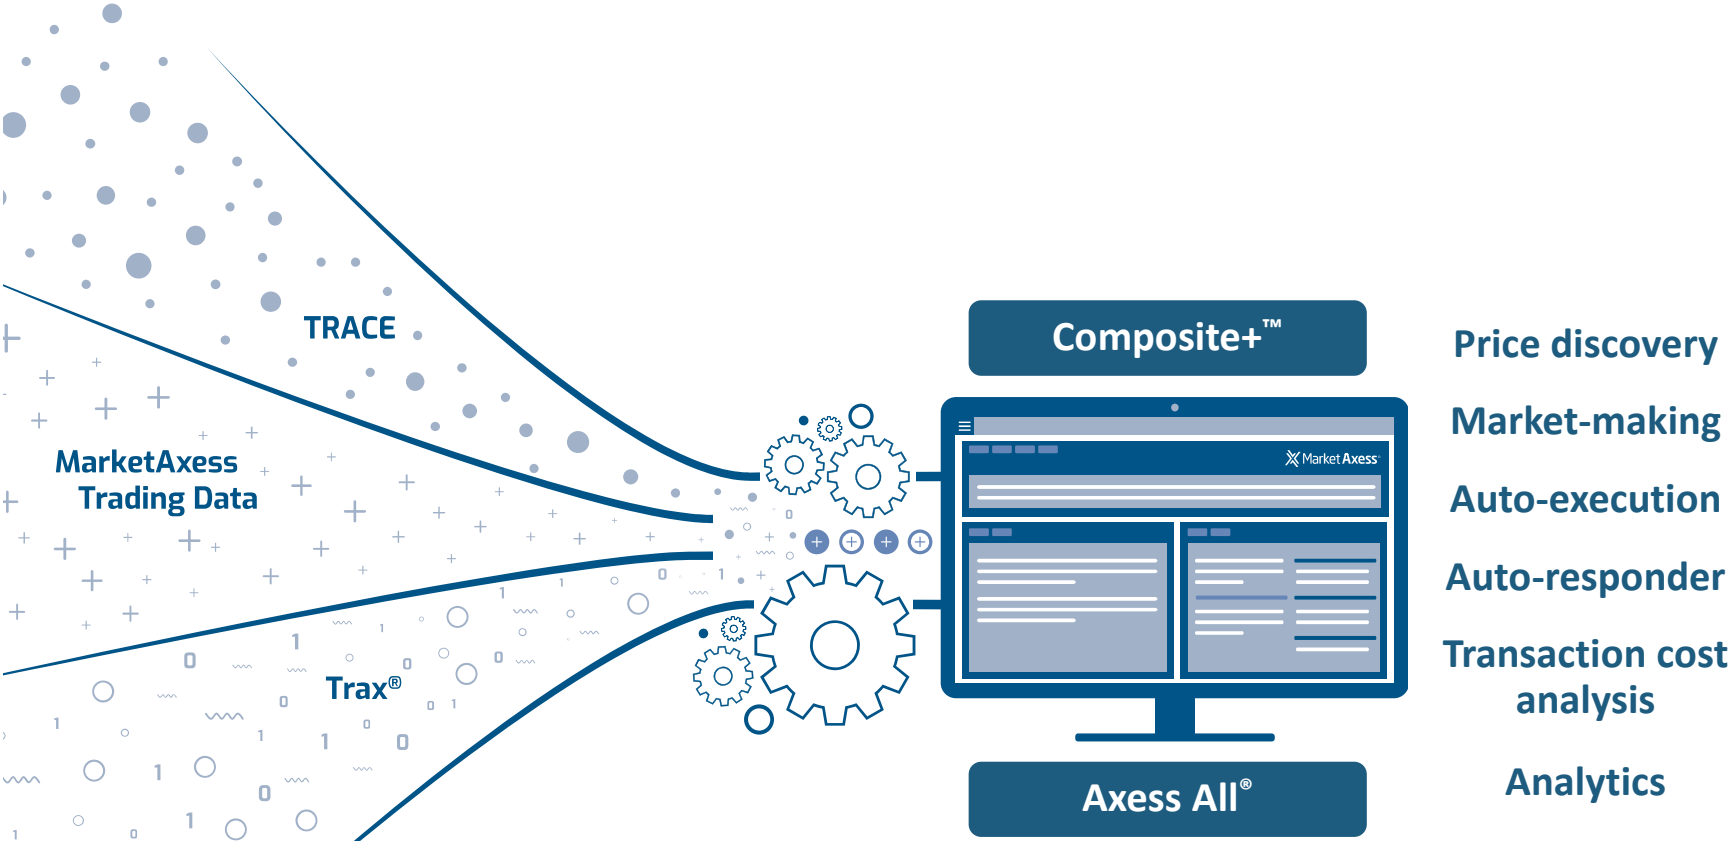 TRACE
MarketAxess
Trading Data
Trax®
Composite+™
MarketAxess®
Axess All®
Price discovery
Market-making
Auto-execution
Auto-responder
Transaction cost
analysis
Analytics